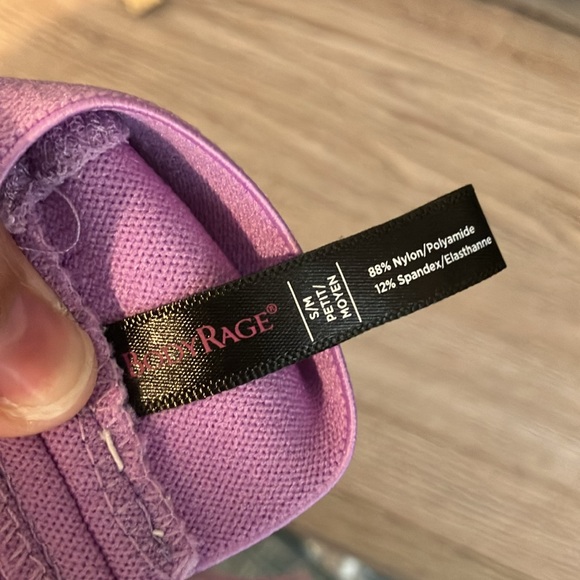 BODY RAGE®
S/M
PETIT/
MOYEN
88% Nylon/Polyamide
12% Spandex/Elasthanne